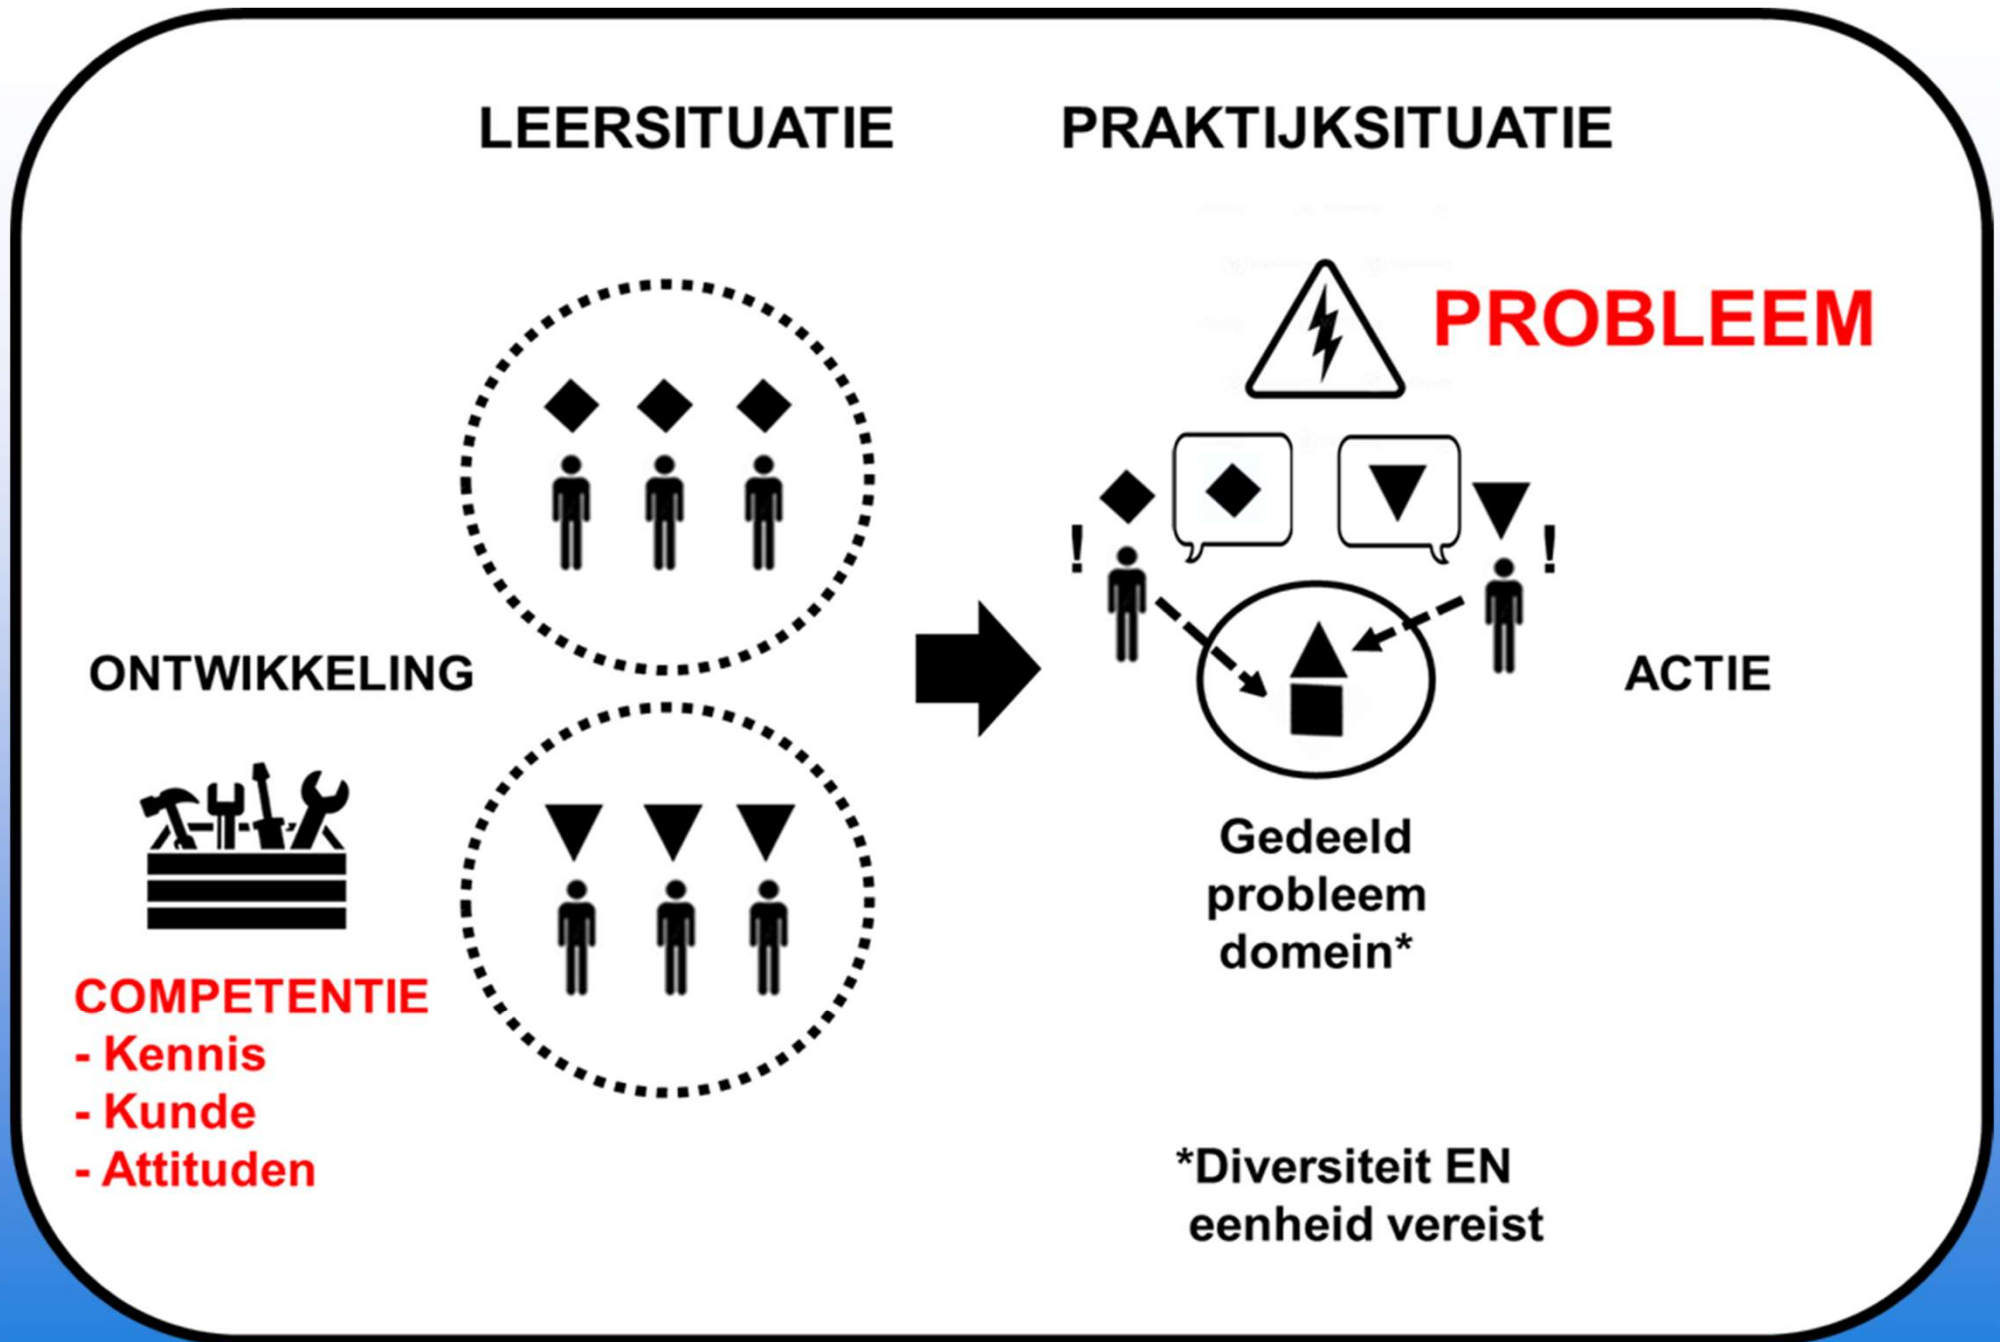 LEERSITUATIE
PRAKTIJKSITUATIE
PROBLEEM
!
!
ONTWIKKELING
ACTIE
Gedeeld
probleem
domein*
COMPETENTIE
- Kennis
- Kunde
- Attituden
*Diversiteit EN
eenheid vereist